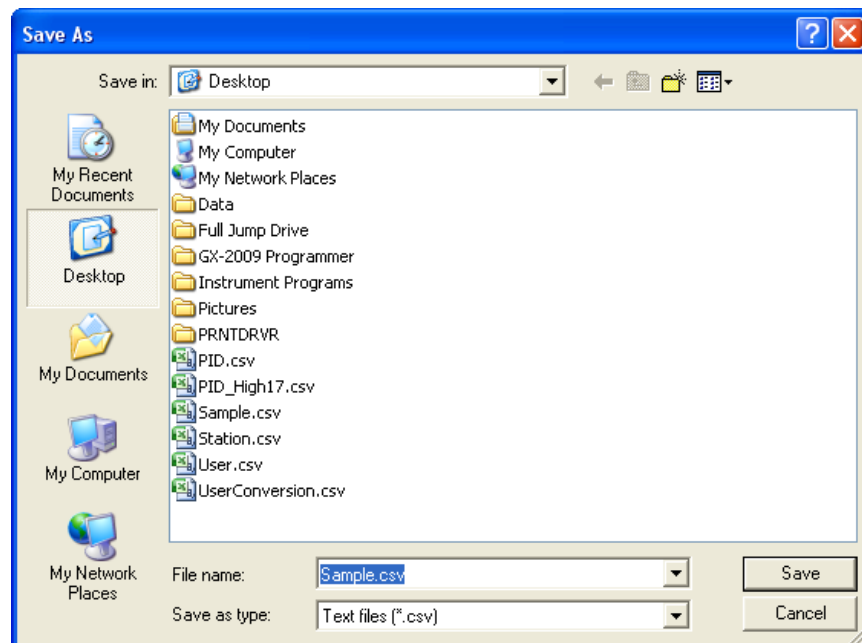 Save As
Save in: Desktop
My Recent
Documents
Desktop
My Documents
My Computer
My Network
Places
My Documents
My Computer
My Network Places
Data
Full Jump Drive
GX-2009 Programmer
Instrument Programs
Pictures
PRNTDRVR
PID.csv
PID_High17.csv
Sample.csv
Station.csv
User.csv
UserConversion.csv
File name: Sample.csv Save
Save as type: Text files (*.csv) Cancel